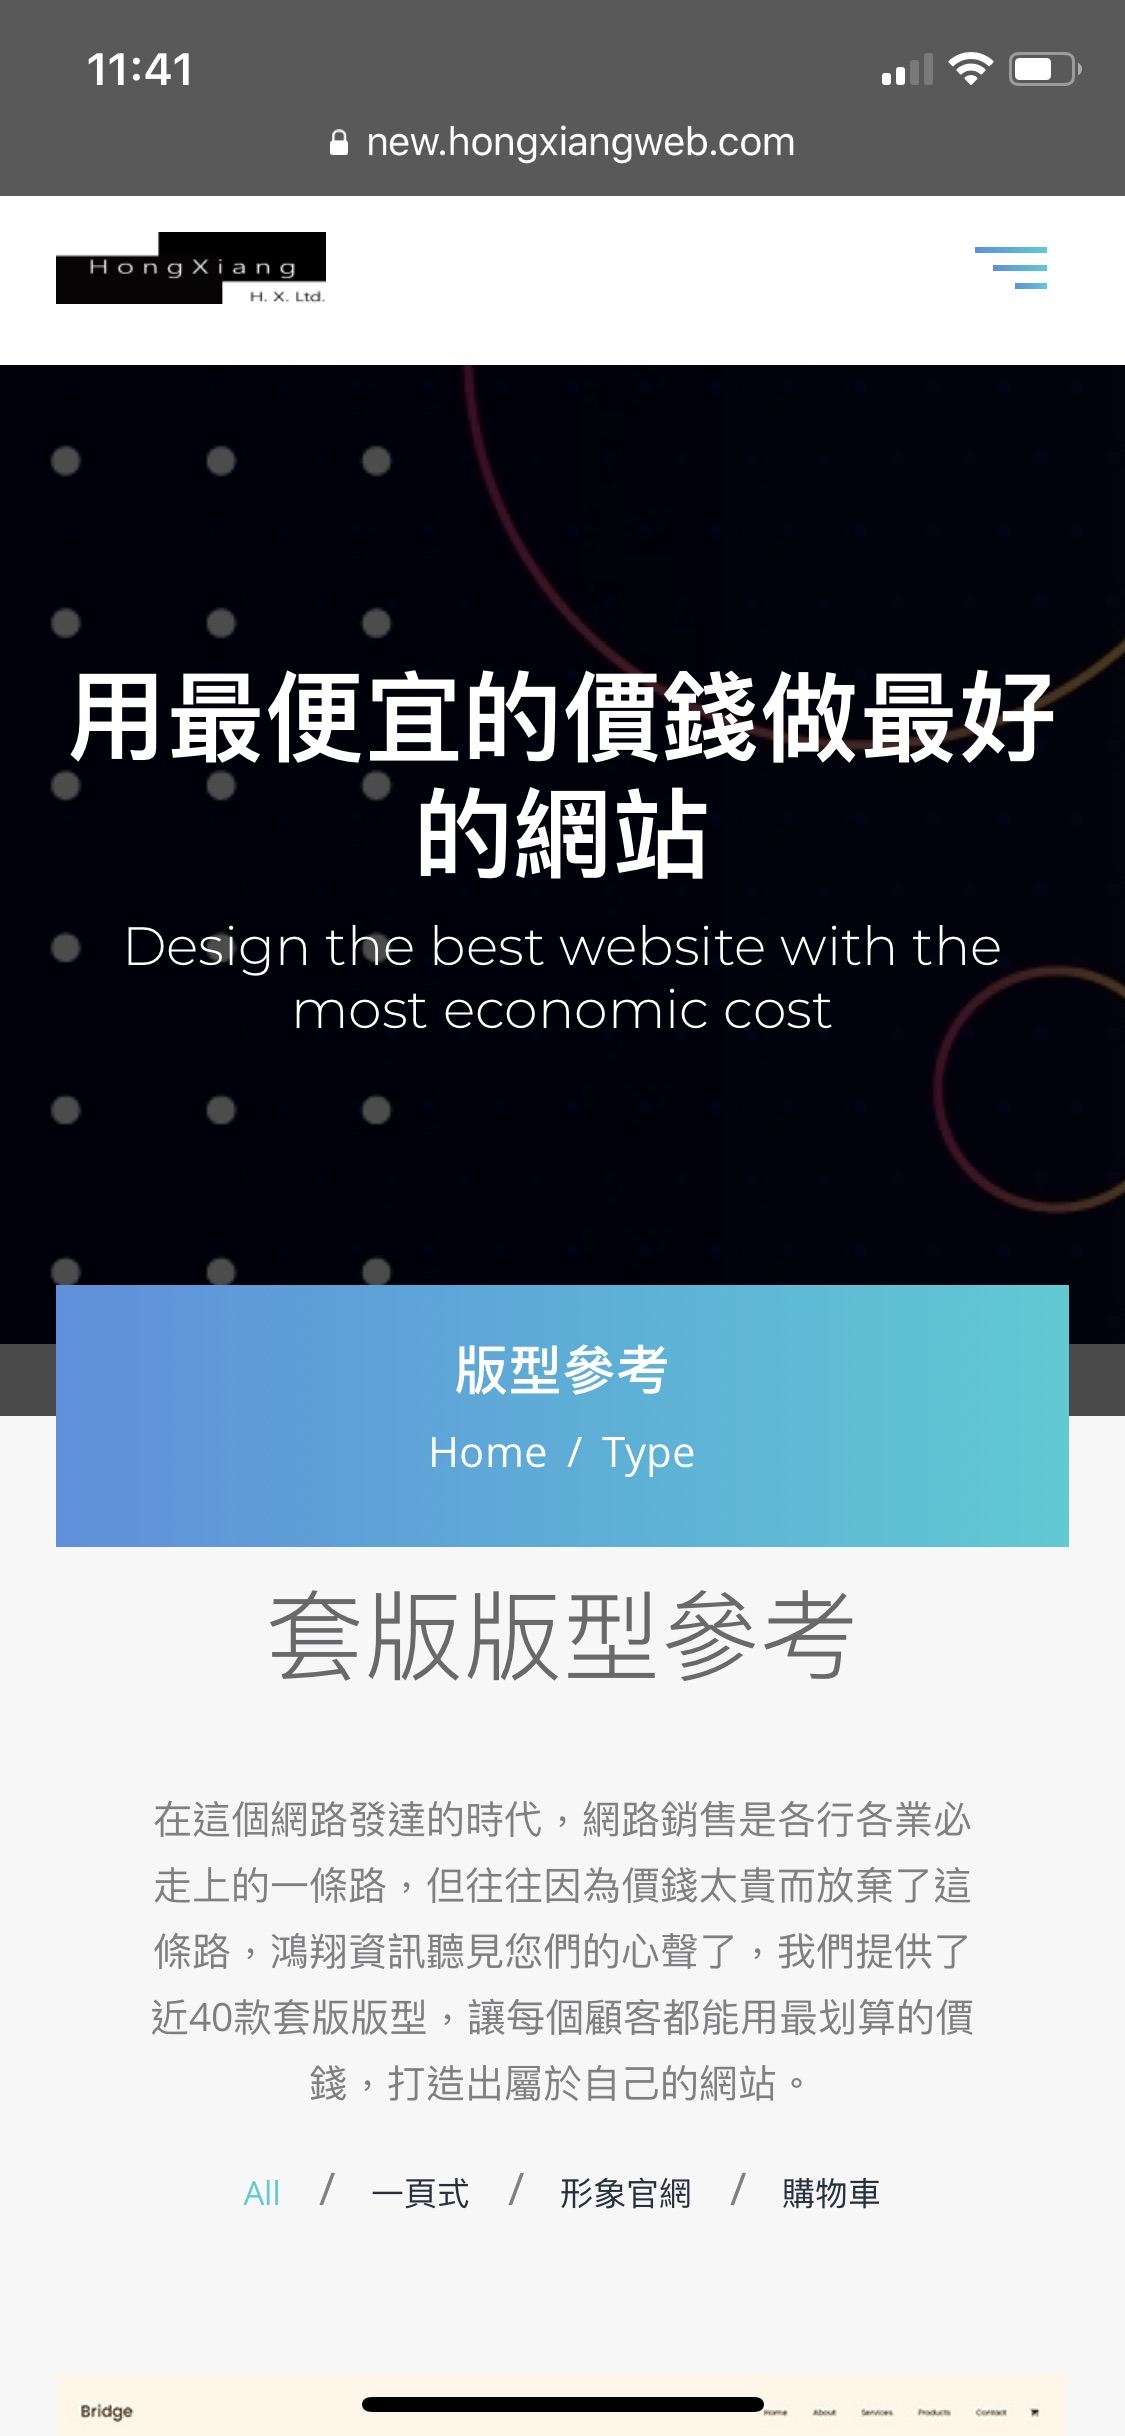 11:41
new.hongxiangweb.com
HongXiang
H. X. Ltd.
用最便宜的價錢做最好
的網站
Design the best website with the
most economic cost
版型參考
Home / Type
套版版型參考
在這個網路發達的時代，網路銷售是各行各業必
走上的一條路，但往往因為價錢太貴而放棄了這
條路，鴻翔資訊聽見您們的心聲了，我們提供了
近40款套版版型，讓每個顧客都能用最划算的價
錢，打造出屬於自己的網站。
All / 一頁式 / 形象官網 / 購物車
Bridge Home About Services Products Contact